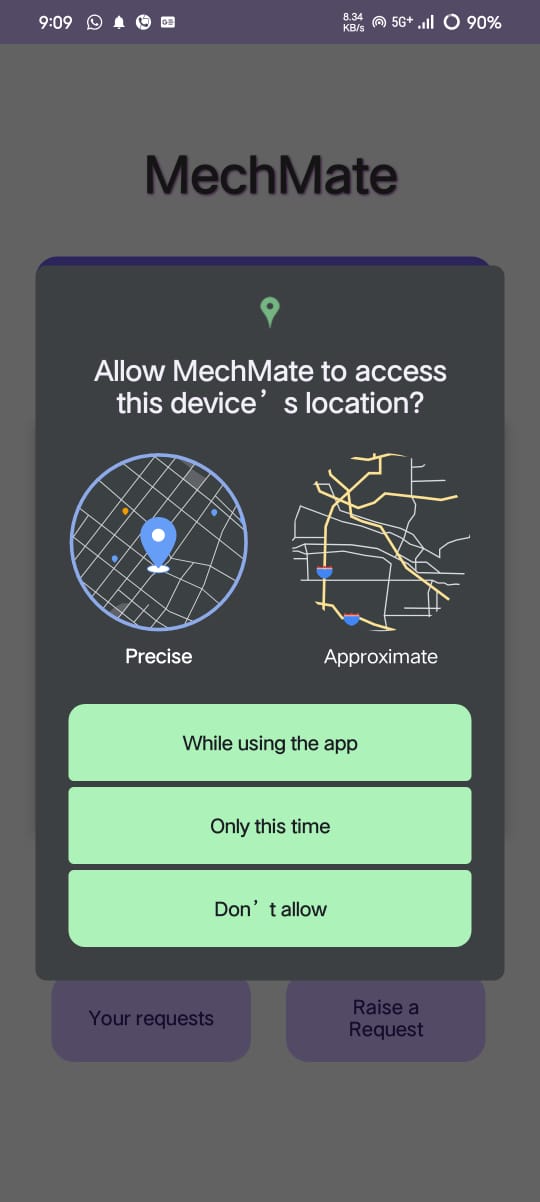 9:09 8.34 KB/s 5G+ 90%
MechMate
Allow MechMate to access
this device’s location?
Precise Approximate
While using the app
Only this time
Don’t allow
Your requests Raise a
Request